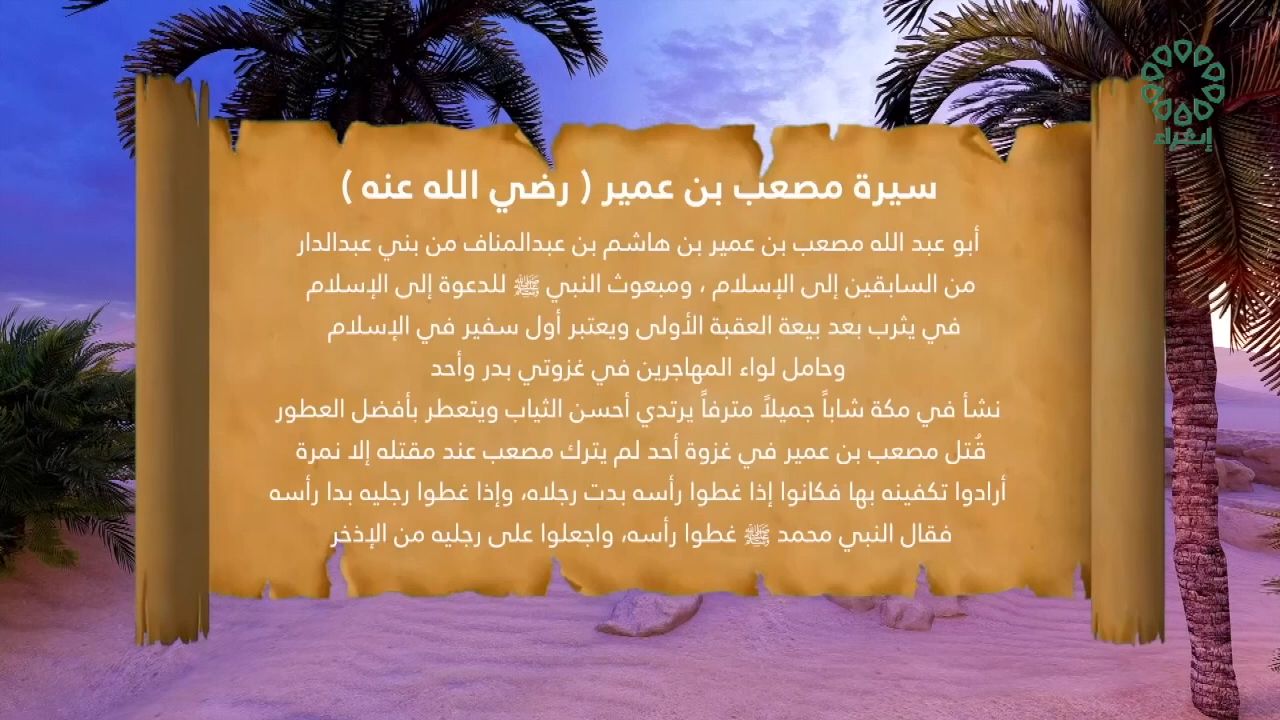 إثراء
سيرة مصعب بن عمير ( رضي الله عنه )
أبو عبد الله مصعب بن عمير بن هاشم بن عبدالمناف من بني عبدالدار
من السابقين إلى الإسلام ، ومبعوث النبي ﷺ للدعوة إلى الإسلام
في يثرب بعد بيعة العقبة الأولى ويعتبر أول سفير في الإسلام
وحامل لواء المهاجرين في غزوتي بدر وأحد
نشأ في مكة شاباً جميلاً مترفاً يرتدي أحسن الثياب ويتعطر بأفضل العطور
قُتل مصعب بن عمير في غزوة أحد لم يترك مصعب عند مقتله إلا نمرة
أرادوا تكفينه بها فكانوا إذا غطوا رأسه بدت رجلاه، وإذا غطوا رجليه بدا رأسه
فقال النبي محمد ﷺ غطوا رأسه، واجعلوا على رجليه من الإذخر